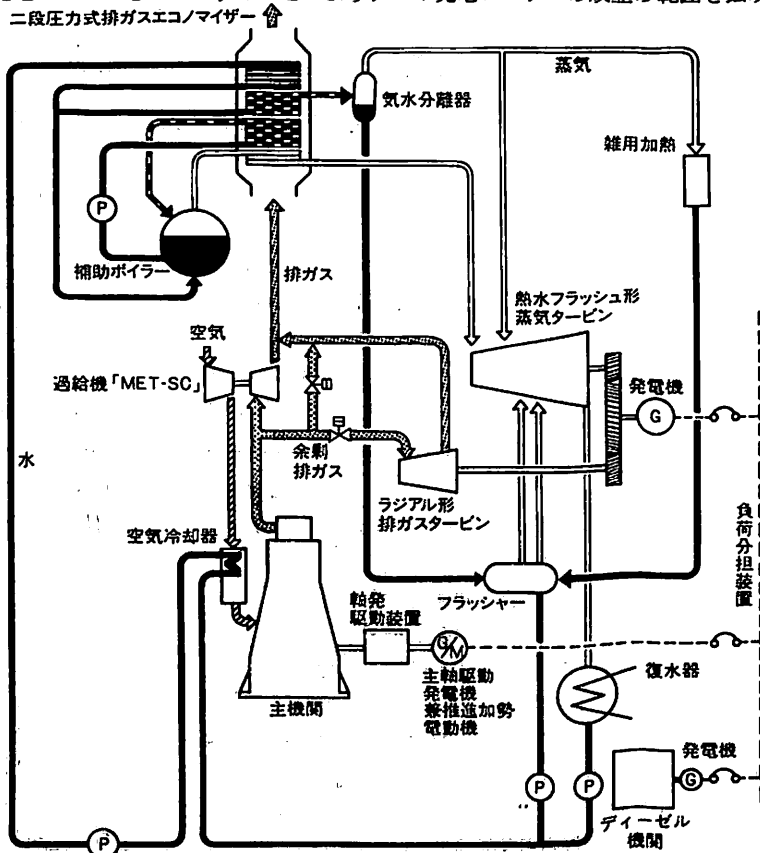 二段圧力式排ガスエコノマイザー
蒸気
気水分離器
雑用加熱
P
補助ボイラー
排ガス
熱水フラッシュ形
蒸気タービン
空気
発電機
過給機「MET-SC」
G
余剰
排ガス
水
ラジアル形
排ガスタービン
空気冷却器
負荷分担装置
フラッシャー
軸発
駆動装置
G/M
復水器
主軸駆動
発電機
兼推進加勢
電動機
主機関
発電機
P
P
G
ディーゼル
機関
P